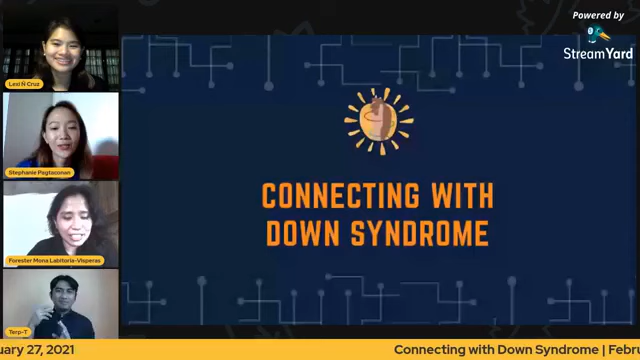 Powered by
StreamYard
Lexi Ñ Cruz
Stephanie Pagtaconan
Forester Mona Labitoria-Visperas
Terp-T
CONNECTING WITH
DOWN SYNDROME
uary 27, 2021
Connecting with Down Syndrome | Febru